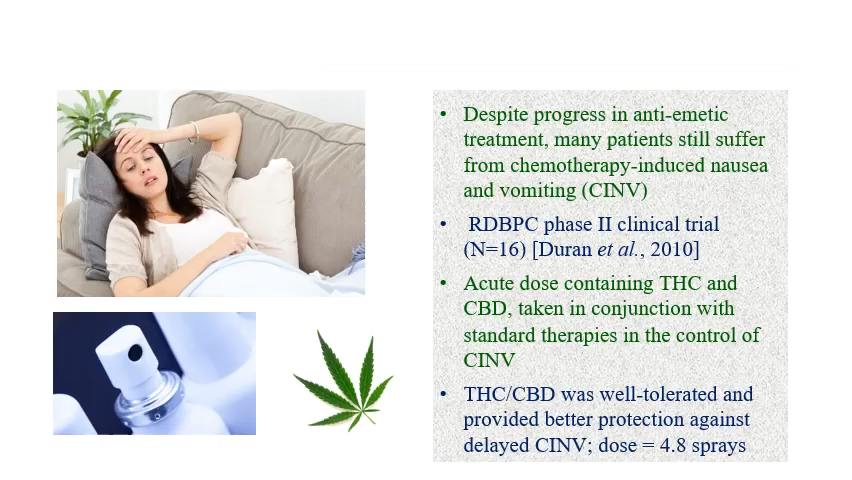 • Despite progress in anti-emetic
treatment, many patients still suffer
from chemotherapy-induced nausea
and vomiting (CINV)
• RDBPC phase II clinical trial
(N=16) [Duran et al., 2010]
• Acute dose containing THC and
CBD, taken in conjunction with
standard therapies in the control of
CINV
• THC/CBD was well-tolerated and
provided better protection against
delayed CINV; dose = 4.8 sprays